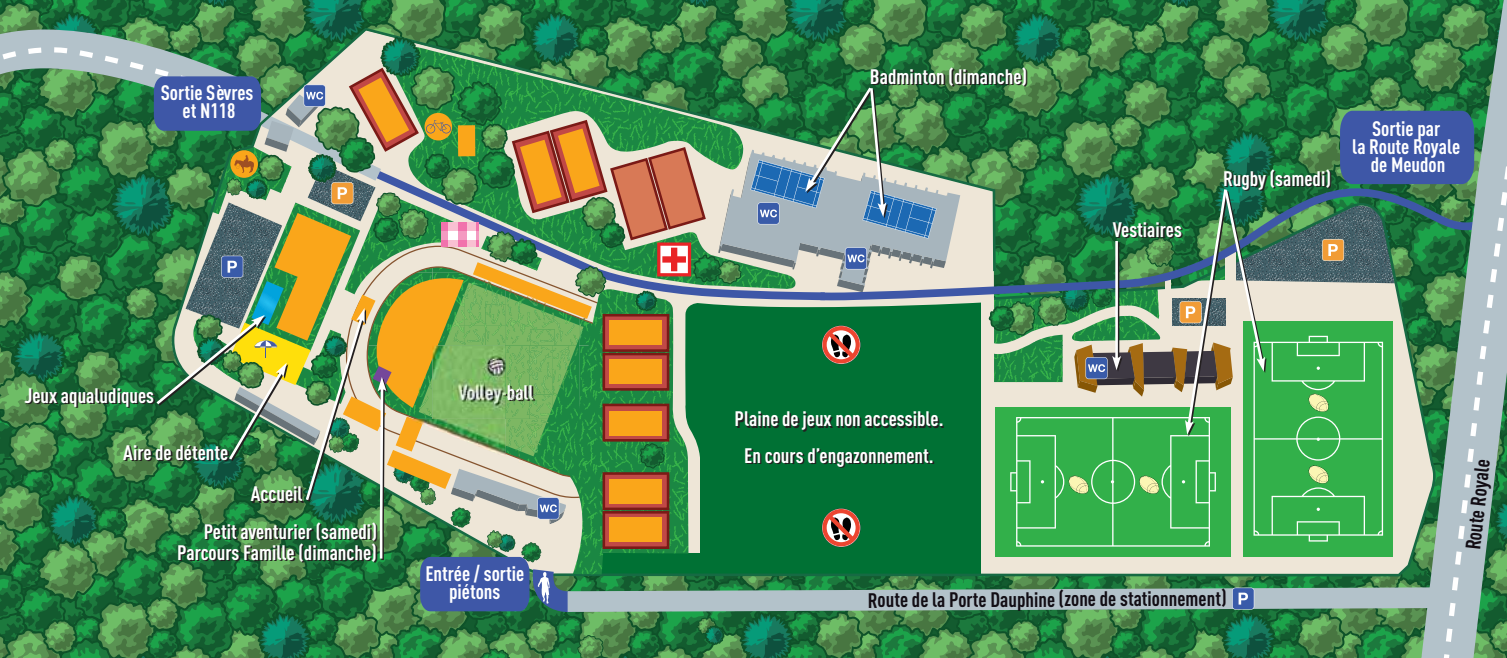 Badminton (dimanche)
Sortie Sèvres
et N118
WC
Sortie par
la Route Royale
de Meudon
Rugby (samedi)
P
WC
Vestiaires
P
P
WC
P
WC
Volley-ball
Jeux aqualudiques
Plaine de jeux non accessible.
En cours d'engazonnement.
Aire de détente
Accueil
WC
Petit aventurier (samedi)
Parcours Famille (dimanche)
Entrée / sortie
piétons
Route de la Porte Dauphine (zone de stationnement) P
Route Royale